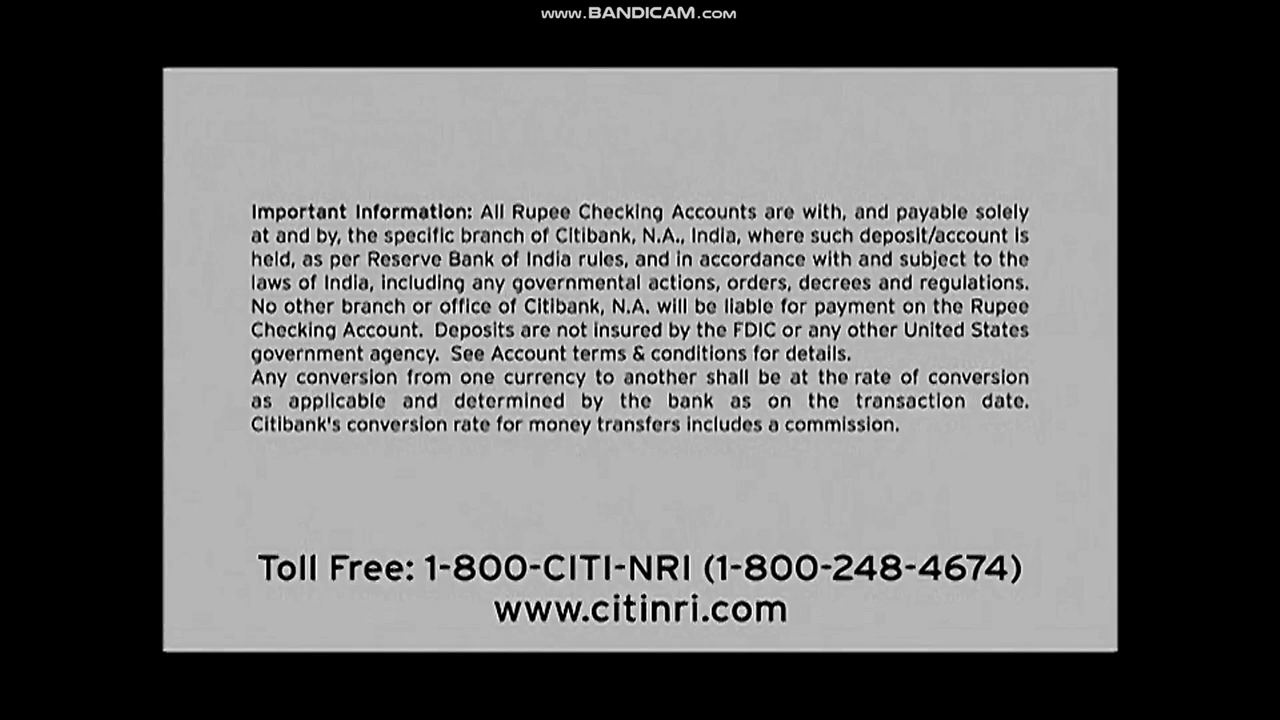 www.BANDICAM.com
Important Information: All Rupee Checking Accounts are with, and payable solely
at and by, the specific branch of Citibank, N.A., India, where such deposit/account is
held, as per Reserve Bank of India rules, and in accordance with and subject to the
laws of India, including any governmental actions, orders, decrees and regulations.
No other branch or office of Citibank, N.A. will be liable for payment on the Rupee
Checking Account. Deposits are not insured by the FDIC or any other United States
government agency. See Account terms & conditions for details.
Any conversion from one currency to another shall be at the rate of conversion
as applicable and determined by the bank as on the transaction date.
Citibank's conversion rate for money transfers includes a commission.
Toll Free: 1-800-CITI-NRI (1-800-248-4674)
www.citinri.com